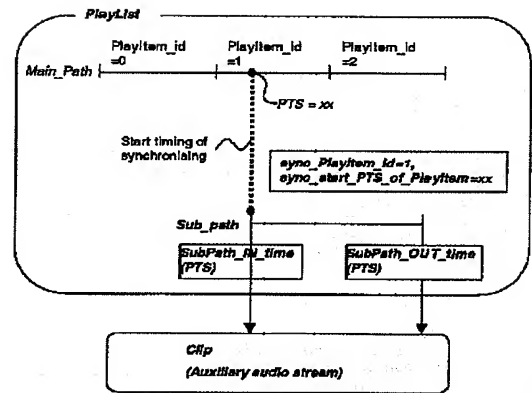 PlayList
PlayItem_id
=0
PlayItem_id
=1
PlayItem_id
=2
Main_Path
PTS = xx
Start timing of
synchronising
sync_PlayItem_id=1,
sync_start_PTS_of_PlayItem=xx
Sub_path
SubPath_IN_time
(PTS)
SubPath_OUT_time
(PTS)
Clip
(Auxiliary audio stream)